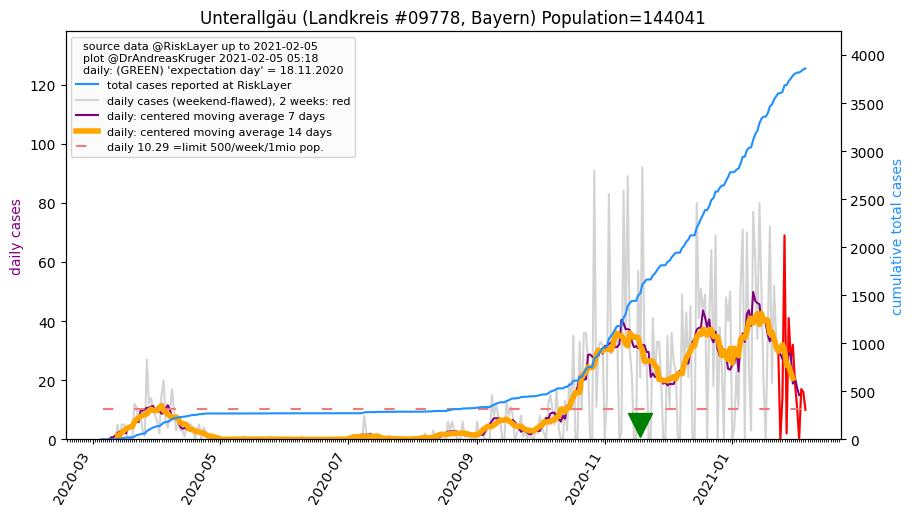 Unterallgäu (Landkreis #09778, Bayern) Population=144041
source data @RiskLayer up to 2021-02-05
plot @DrAndreasKruger 2021-02-05 05:18
daily: (GREEN) 'expectation day' = 18.11.2020
total cases reported at RiskLayer
daily cases (weekend-flawed), 2 weeks: red
daily: centered moving average 7 days
daily: centered moving average 14 days
daily 10.29 =limit 500/week/1mio pop.
daily cases
120
100
80
60
40
20
0
4000
3500
3000
2500
2000
1500
1000
500
0
cumulative total cases
2020-03
2020-05
2020-07
2020-09
2020-11
2021-01